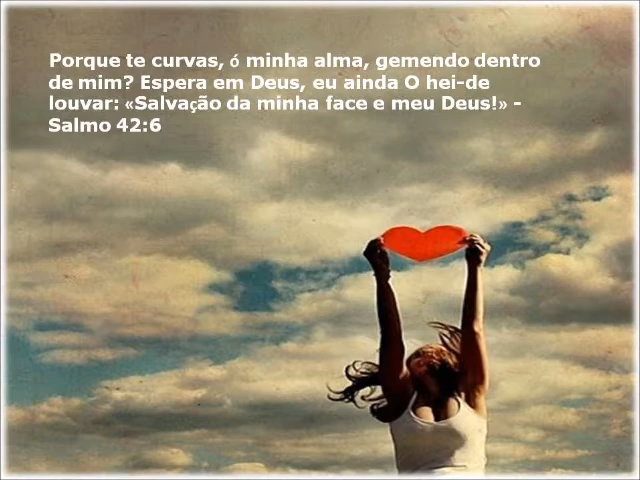 Porque te curvas, ó minha alma, gemendo dentro
de mim? Espera em Deus, eu ainda O hei-de
louvar: «Salvação da minha face e meu Deus!» -
Salmo 42:6